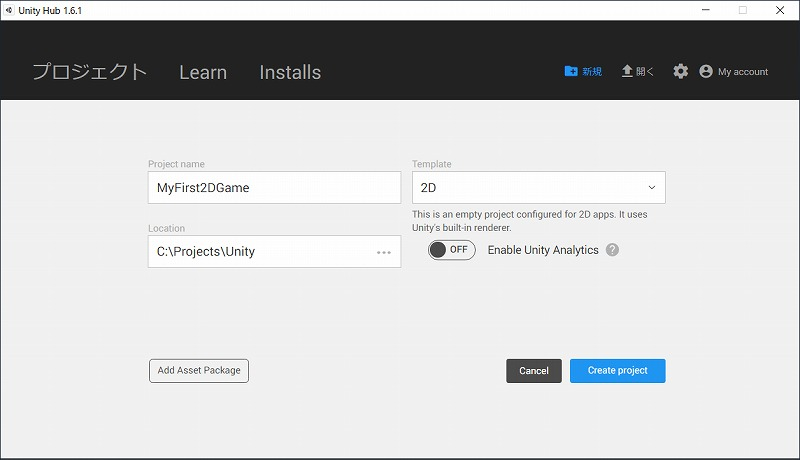 Unity Hub 1.6.1
プロジェクト Learn Installs 新規 開く My account
Project name Template
MyFirst2DGame 2D
This is an empty project configured for 2D apps. It uses
Unity's built-in renderer.
Location
C:\Projects\Unity ••• OFF Enable Unity Analytics ?
Add Asset Package Cancel Create project